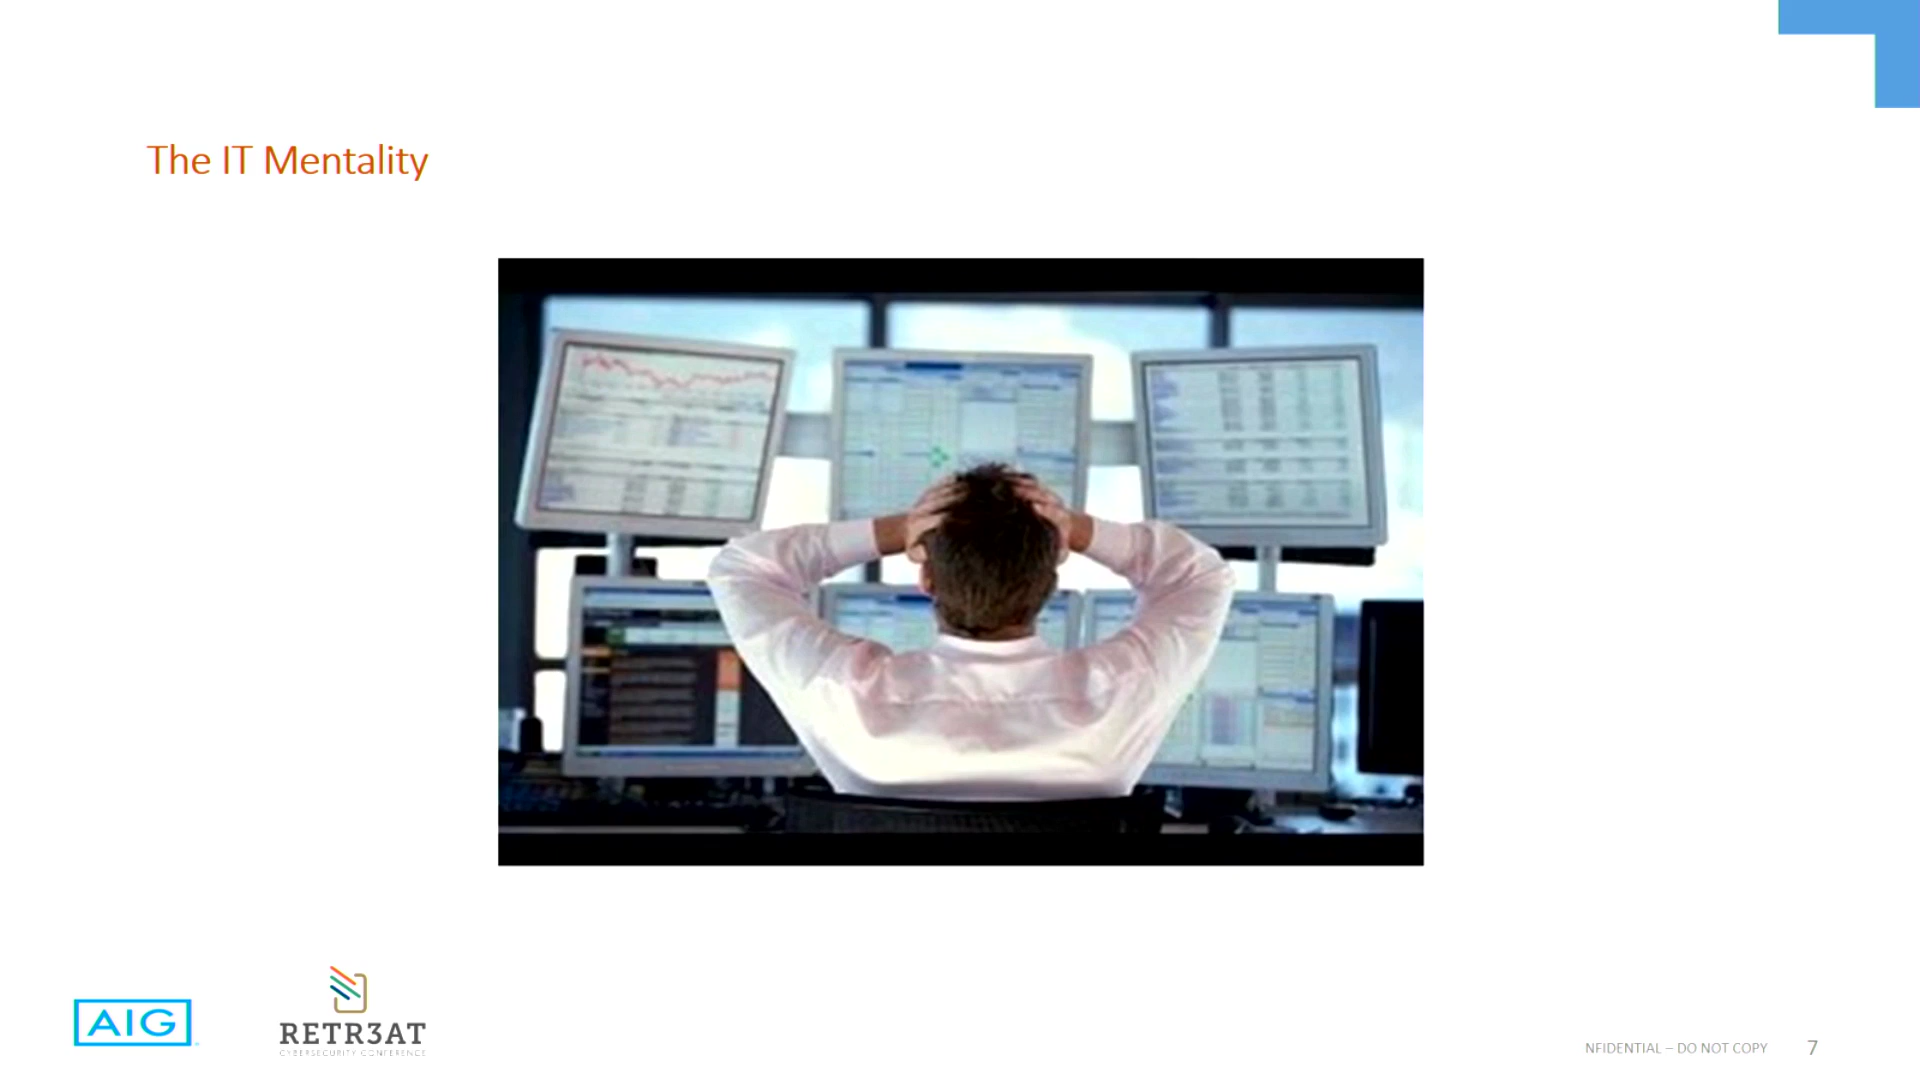 The IT Mentality
AIG
RETR3AT
CYBERSECURITY CONFERENCE
NFIDENTIAL – DO NOT COPY
7